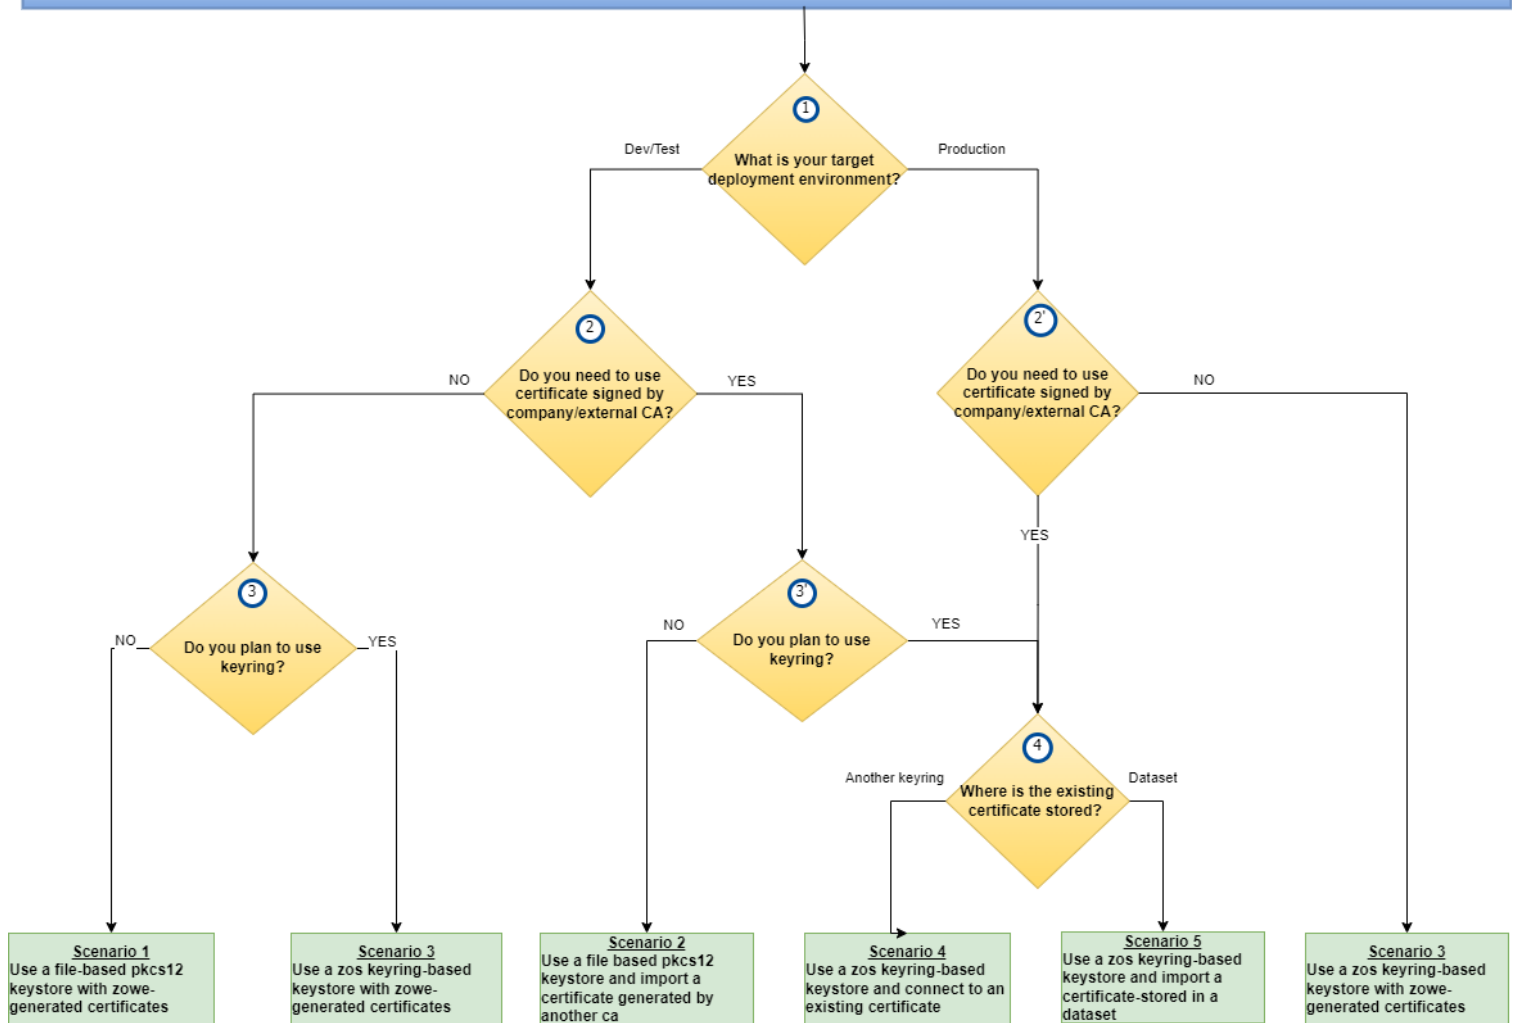 1
What is your target
deployment environment?
Dev/Test
Production
2
Do you need to use
certificate signed by
company/external CA?
NO
YES
2'
Do you need to use
certificate signed by
company/external CA?
NO
YES
3
Do you plan to use
keyring?
NO
YES
3'
Do you plan to use
keyring?
NO
YES
4
Where is the existing
certificate stored?
Another keyring
Dataset
Scenario 1
Use a file-based pkcs12
keystore with zowe-
generated certificates
Scenario 3
Use a zos keyring-based
keystore with zowe-
generated certificates
Scenario 2
Use a file based pkcs12
keystore and import a
certificate generated by
another ca
Scenario 4
Use a zos keyring-based
keystore and connect to an
existing certificate
Scenario 5
Use a zos keyring-based
keystore and import a
certificate-stored in a
dataset
Scenario 3
Use a zos keyring-based
keystore with zowe-
generated certificates